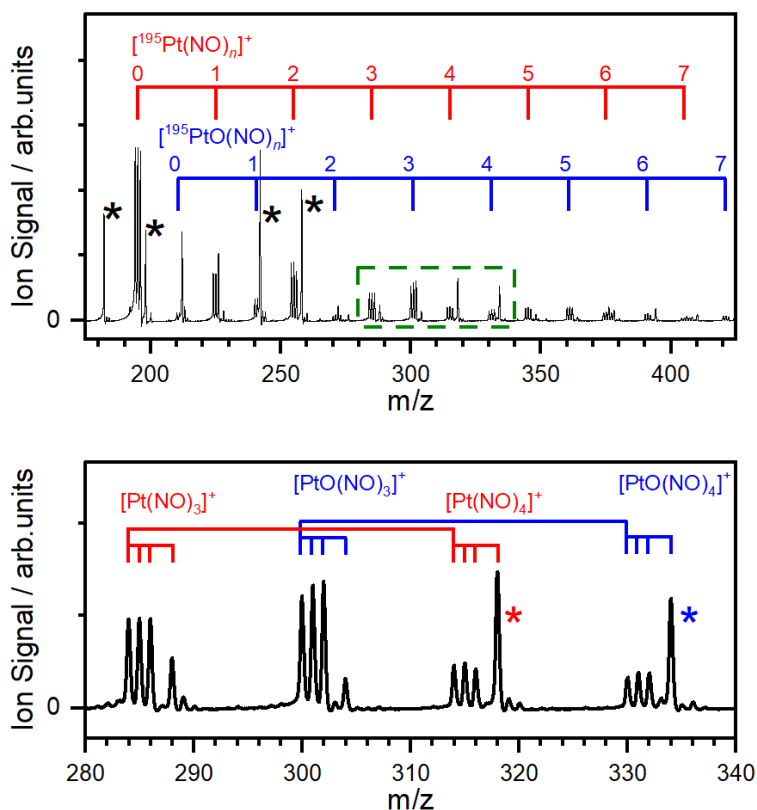 [¹⁹⁵Pt(NO)ₙ]⁺
0 1 2 3 4 5 6 7
[¹⁹⁵PtO(NO)ₙ]⁺
0 1 2 3 4 5 6 7
* * * *
Ion Signal / arb.units
0
200 250 300 350 400
m/z
[Pt(NO)₃]⁺ [PtO(NO)₃]⁺ [Pt(NO)₄]⁺ [PtO(NO)₄]⁺
* *
Ion Signal / arb.units
0
280 290 300 310 320 330 340
m/z